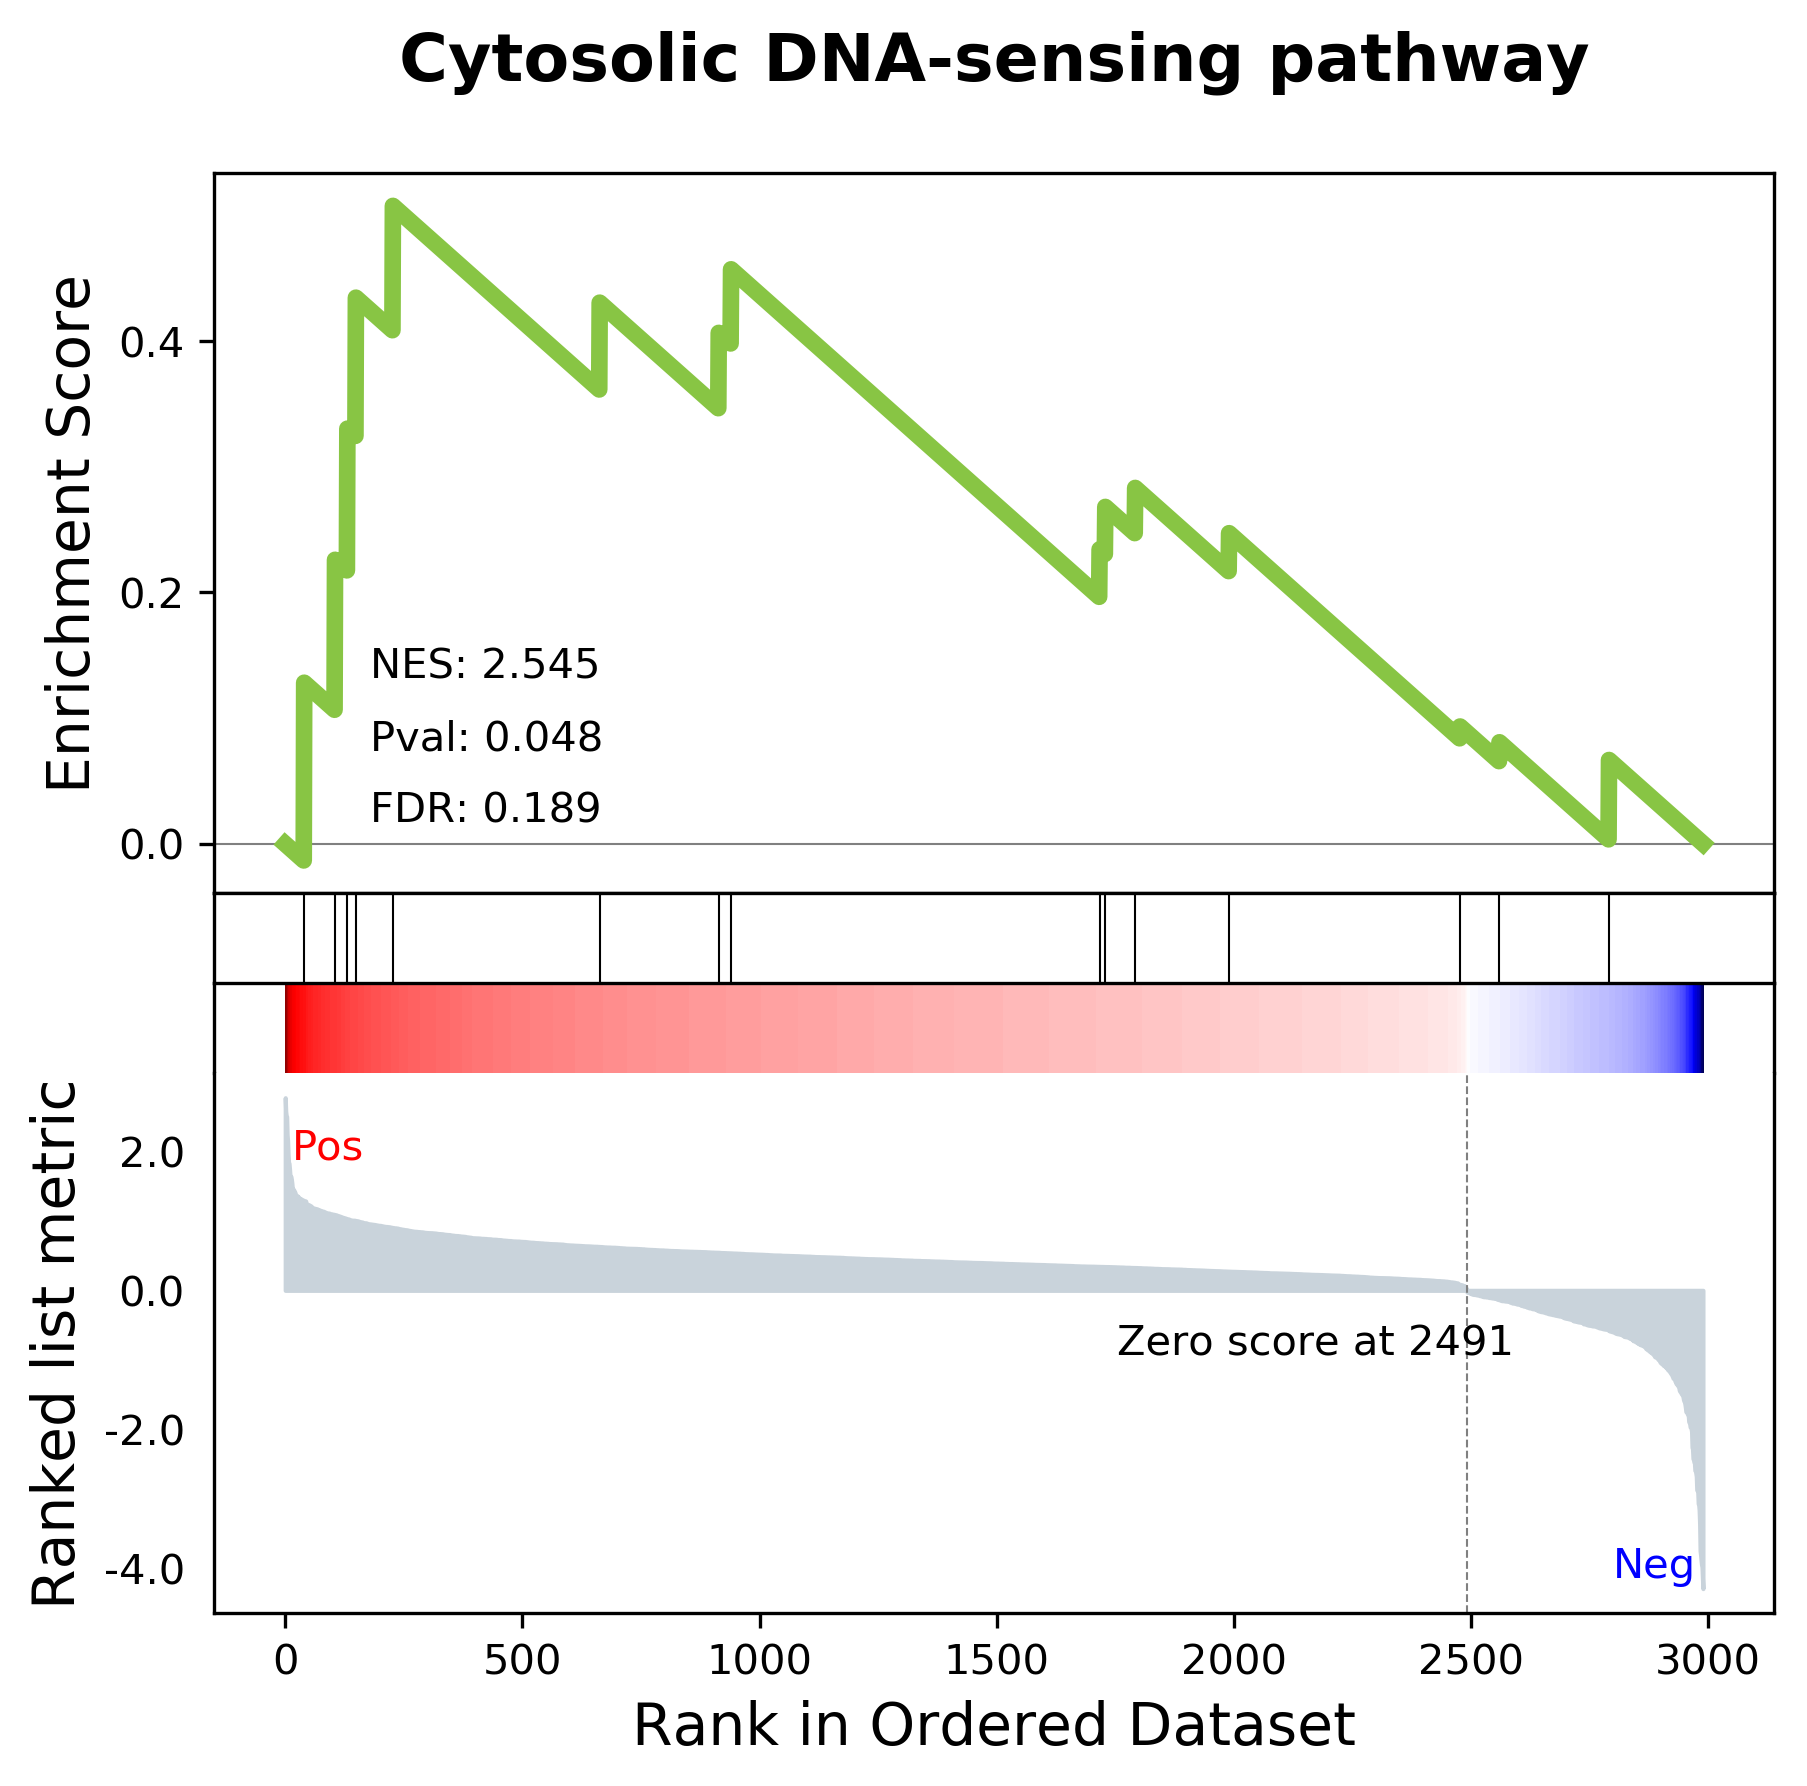 Cytosolic DNA-sensing pathway
Enrichment Score
0.4
0.2
0.0
NES: 2.545
Pval: 0.048
FDR: 0.189
Ranked list metric
2.0
0.0
-2.0
-4.0
Pos
Zero score at 2491
Neg
0 500 1000 1500 2000 2500 3000
Rank in Ordered Dataset